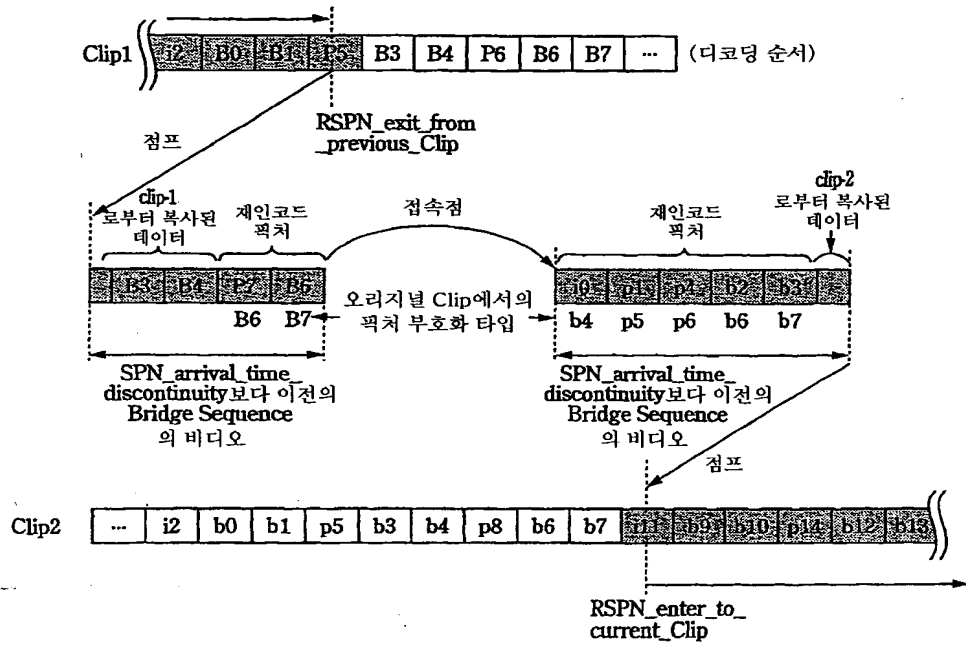 Clip1 i2 B0 B1 P5 B3 B4 P6 B6 B7 ... (디코딩 순서)
RSPN_exit_from
_previous_Clip
점프
clip-1
로부터 복사된
데이터
재인코드
픽처
접속점
재인코드
픽처
clip-2
로부터 복사된
데이터
B3 B4 P7 B6
i0 p1 p2 b2 b3
B6 B7
오리지널 Clip에서의
픽처 부호화 타입
b4 p5 p6 b6 b7
SPN_arrival_time_
discontinuity보다 이전의
Bridge Sequence
의 비디오
SPN_arrival_time_
discontinuity보다 이전의
Bridge Sequence
의 비디오
점프
Clip2 ... i2 b0 b1 p5 b3 b4 p8 b6 b7 i11 b9 b10 p14 b12 b13
RSPN_enter_to_
current_Clip